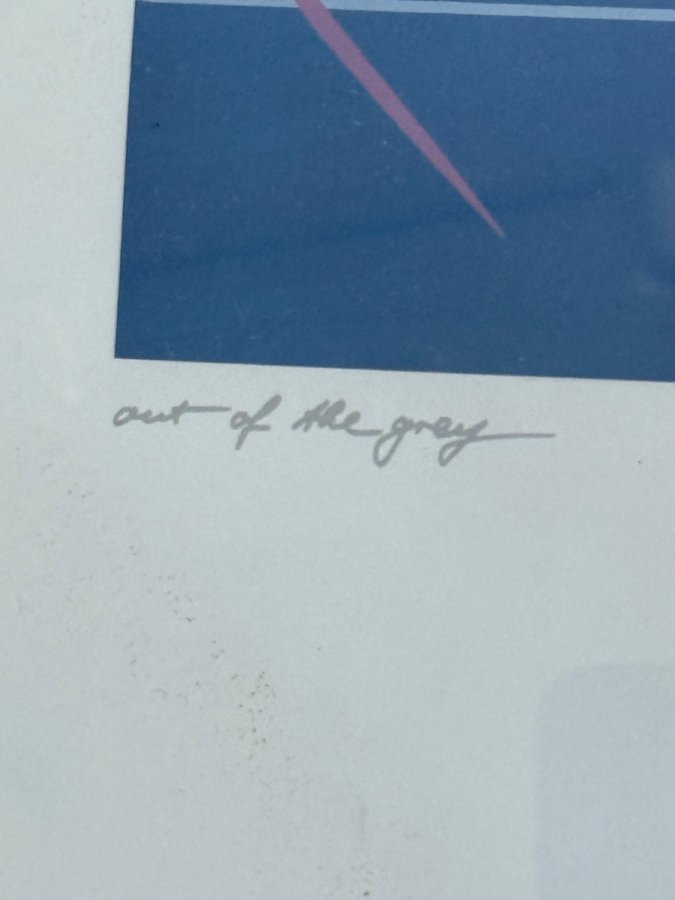 out of the grey